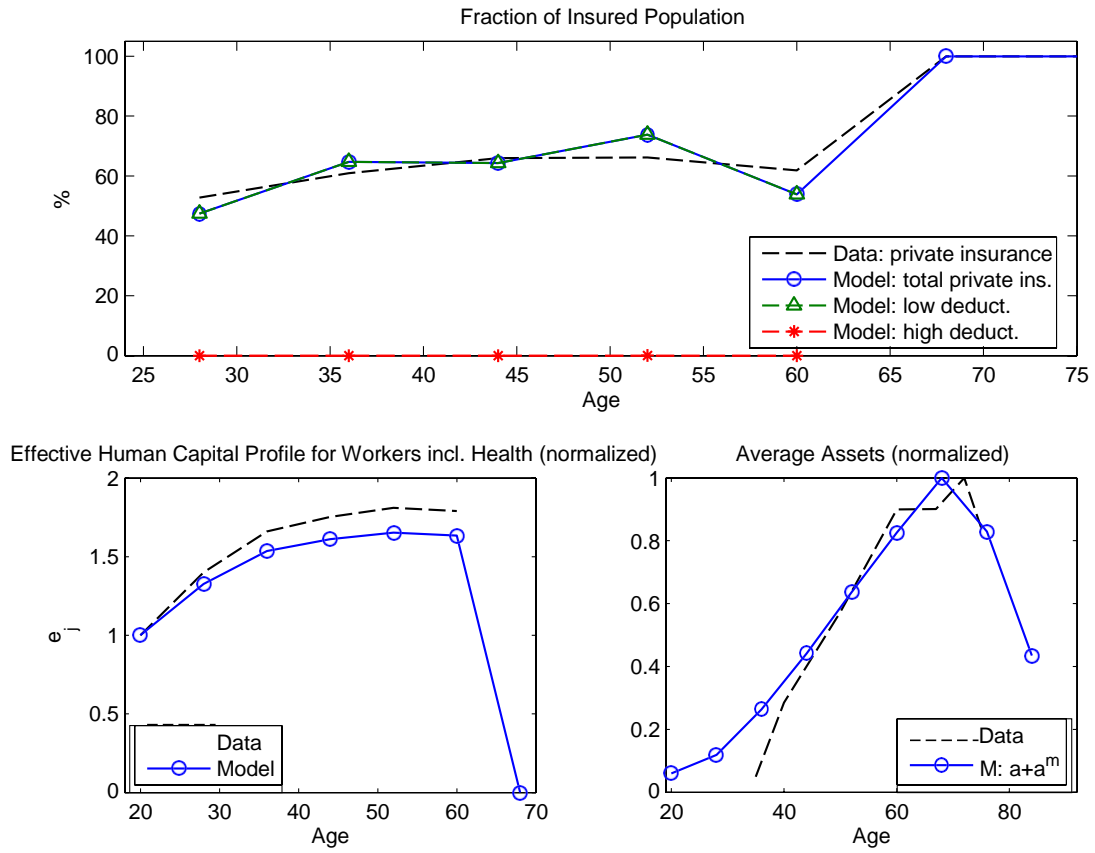 Fraction of Insured Population
100
80
60
40
20
0
%
25 30 35 40 45 50 55 60 65 70 75
Age
Data: private insurance
Model: total private ins.
Model: low deduct.
Model: high deduct.
Effective Human Capital Profile for Workers incl. Health (normalized)
2
1.5
1
0.5
0
e_j
20 30 40 50 60 70
Age
Data
Model
Average Assets (normalized)
1
0.8
0.6
0.4
0.2
0
20 40 60 80
Age
Data
M: a+a^m